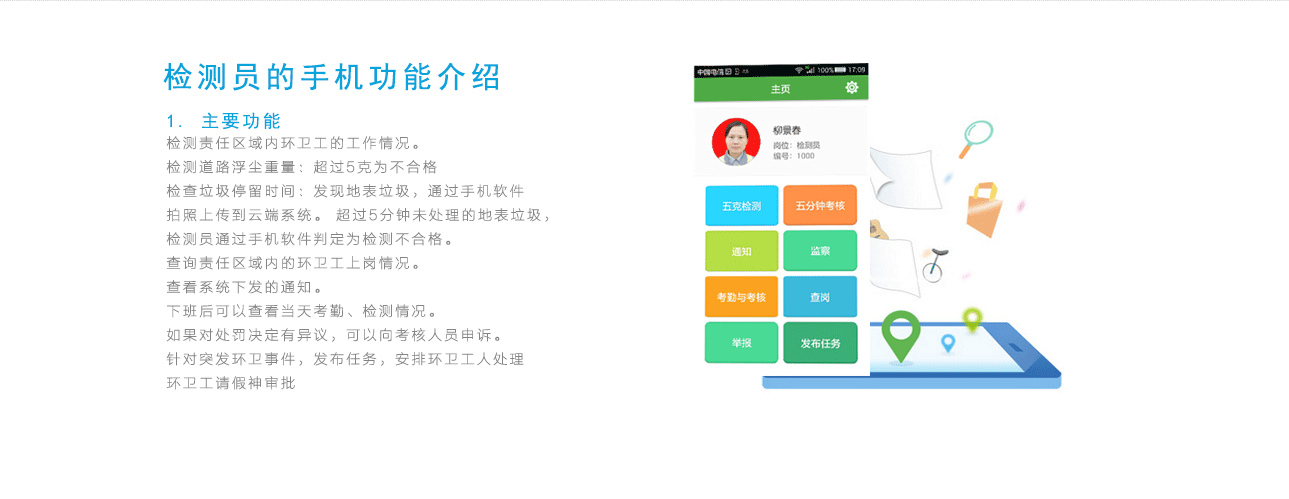 检测员的手机功能介绍
1. 主要功能
检测责任区域内环卫工的工作情况。
检测道路浮尘重量：超过5克为不合格
检查垃圾停留时间：发现地表垃圾，通过手机软件
拍照上传到云端系统。 超过5分钟未处理的地表垃圾，
检测员通过手机软件判定为检测不合格。
查询责任区域内的环卫工上岗情况。
查看系统下发的通知。
下班后可以查看当天考勤、检测情况。
如果对处罚决定有异议，可以向考核人员申诉。
针对突发环卫事件，发布任务，安排环卫工人处理
环卫工请假神审批
中国电信 100% 17:09
主页
柳景春
岗位：检测员
编号：1000
五克检测 五分钟考核
通知 监察
考勤与考核 查岗
举报 发布任务